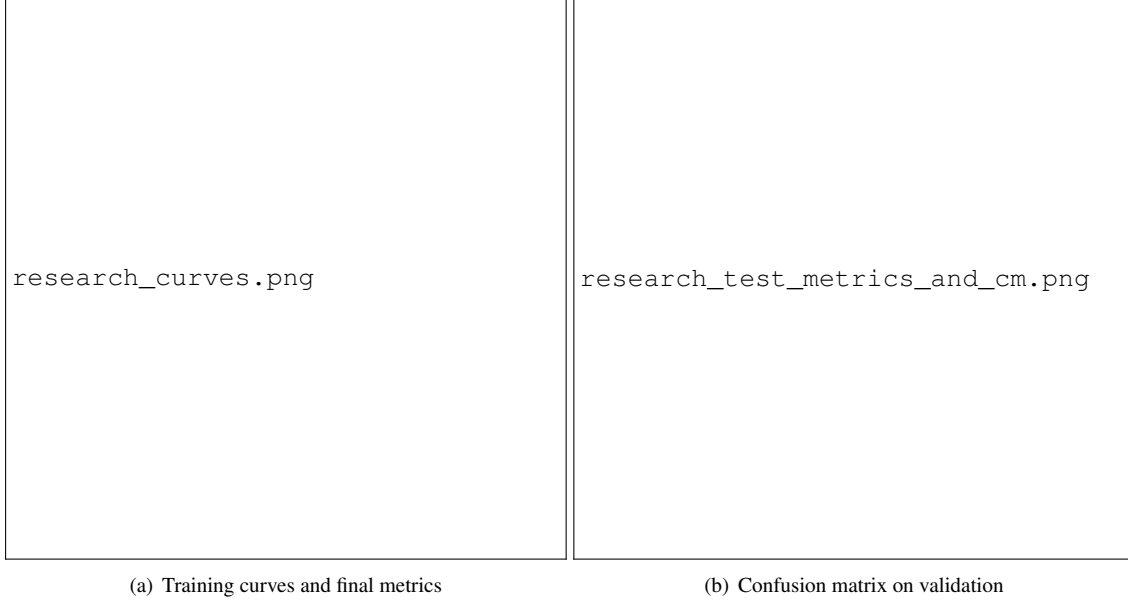 research_curves.png
research_test_metrics_and_cm.png
(a) Training curves and final metrics
(b) Confusion matrix on validation